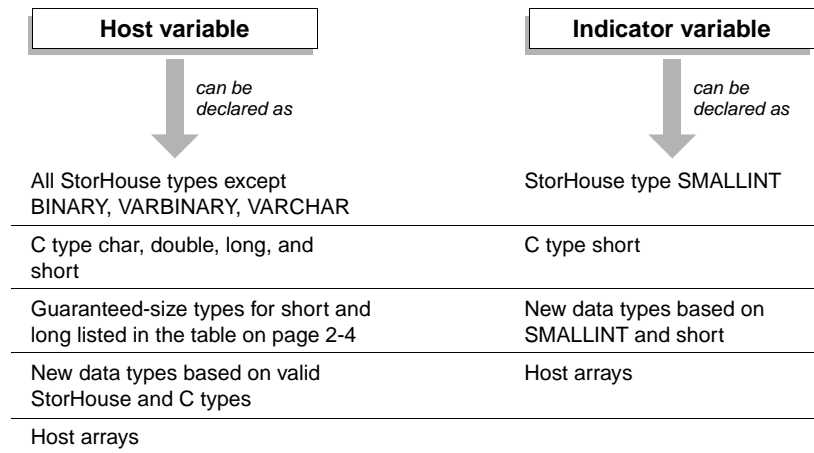 Host variable
can be
declared as
All StorHouse types except
BINARY, VARBINARY, VARCHAR
C type char, double, long, and
short
Guaranteed-size types for short and
long listed in the table on page 2-4
New data types based on valid
StorHouse and C types
Host arrays
Indicator variable
can be
declared as
StorHouse type SMALLINT
C type short
New data types based on
SMALLINT and short
Host arrays